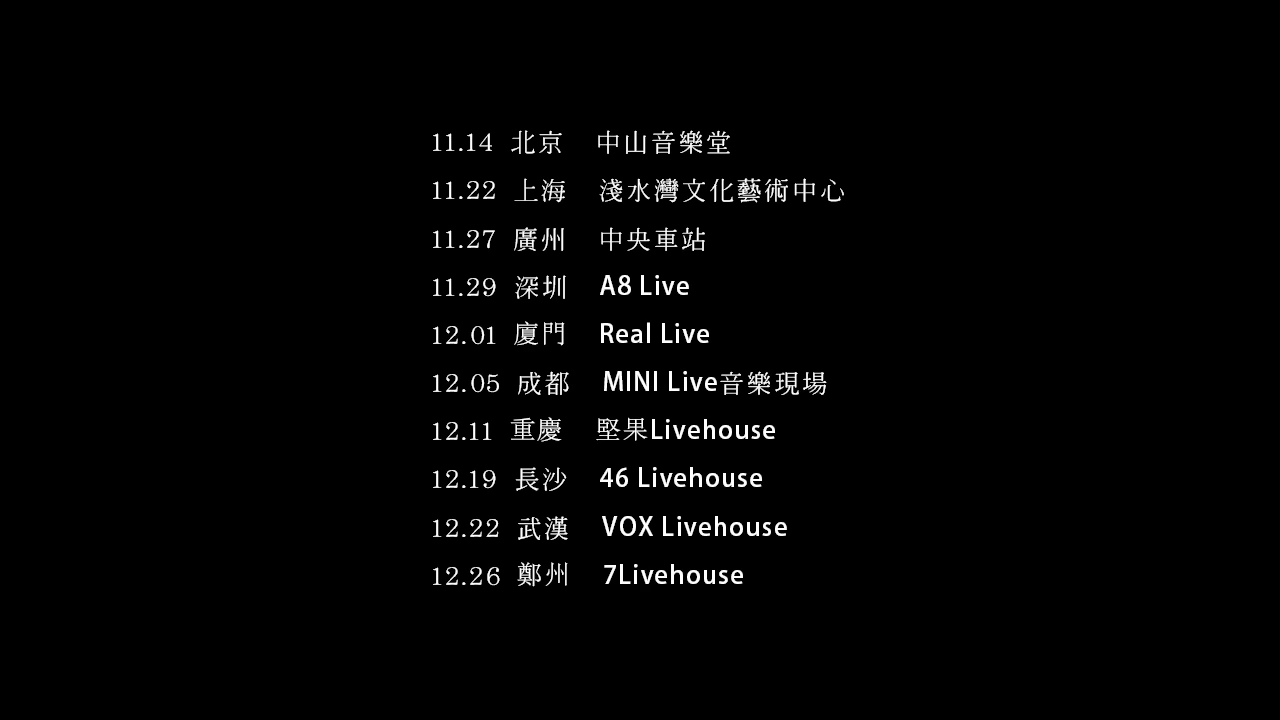 11.14 北京 中山音樂堂
11.22 上海 淺水灣文化藝術中心
11.27 廣州 中央車站
11.29 深圳 A8 Live
12.01 廈門 Real Live
12.05 成都 MINI Live音樂現場
12.11 重慶 堅果Livehouse
12.19 長沙 46 Livehouse
12.22 武漢 VOX Livehouse
12.26 鄭州 7Livehouse